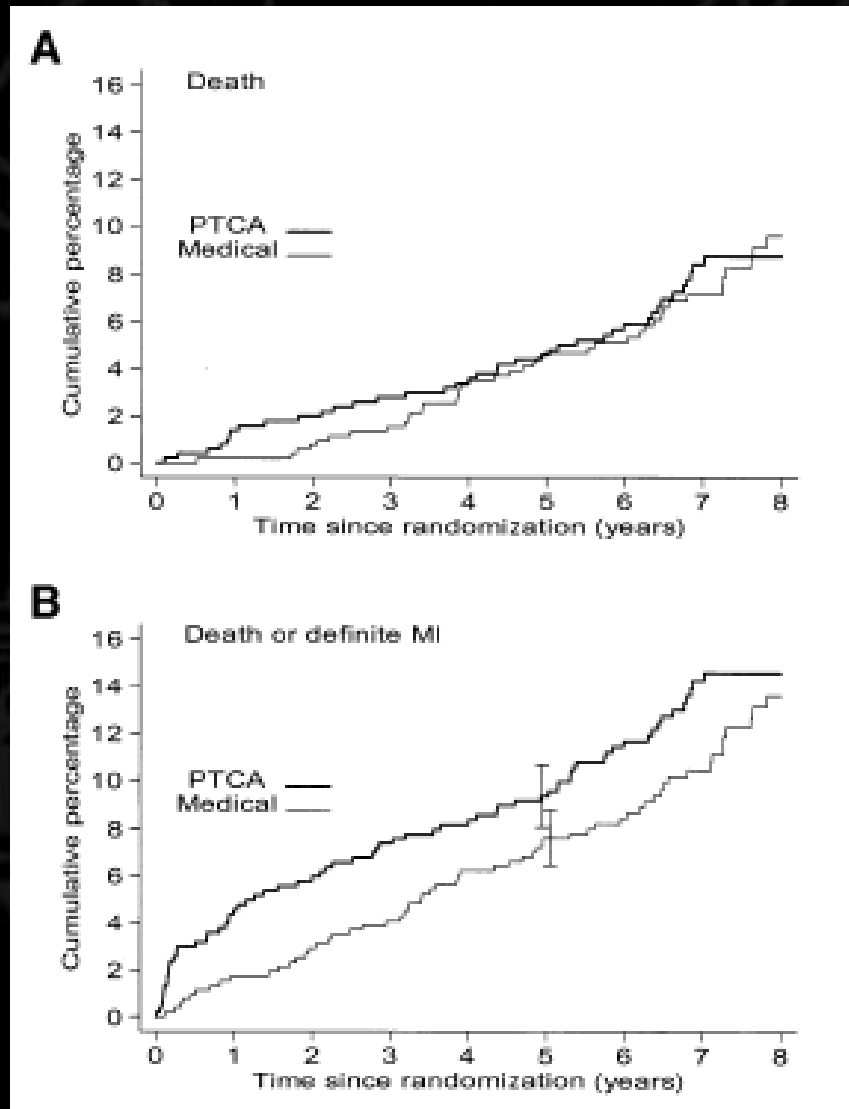 A
Death
16
14
12
10
8
6
4
2
0
Cumulative percentage
PTCA
Medical
0 1 2 3 4 5 6 7 8
Time since randomization (years)
B
Death or definite MI
16
14
12
10
8
6
4
2
0
Cumulative percentage
PTCA
Medical
0 1 2 3 4 5 6 7 8
Time since randomization (years)